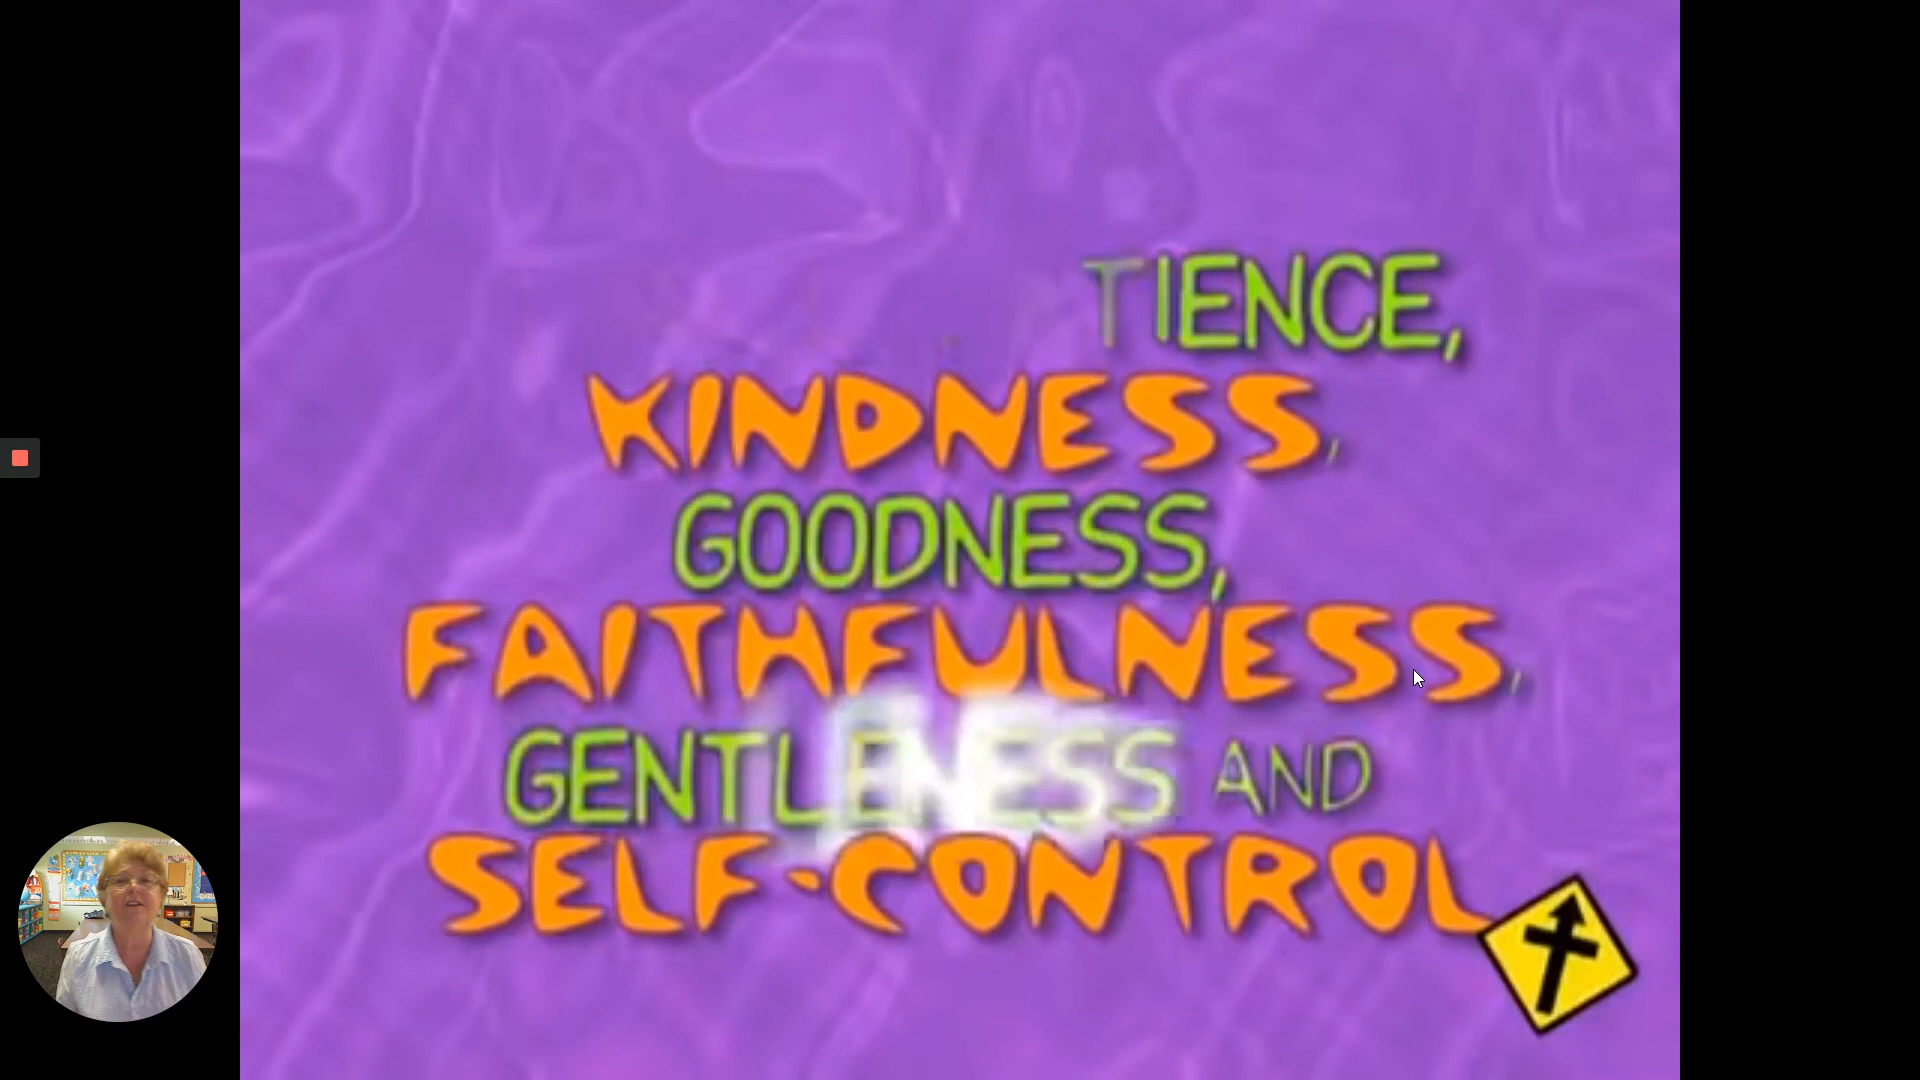 TIENCE,
KINDNESS,
GOODNESS,
FAITHFULNESS,
GENTLENESS AND
SELF-CONTROL